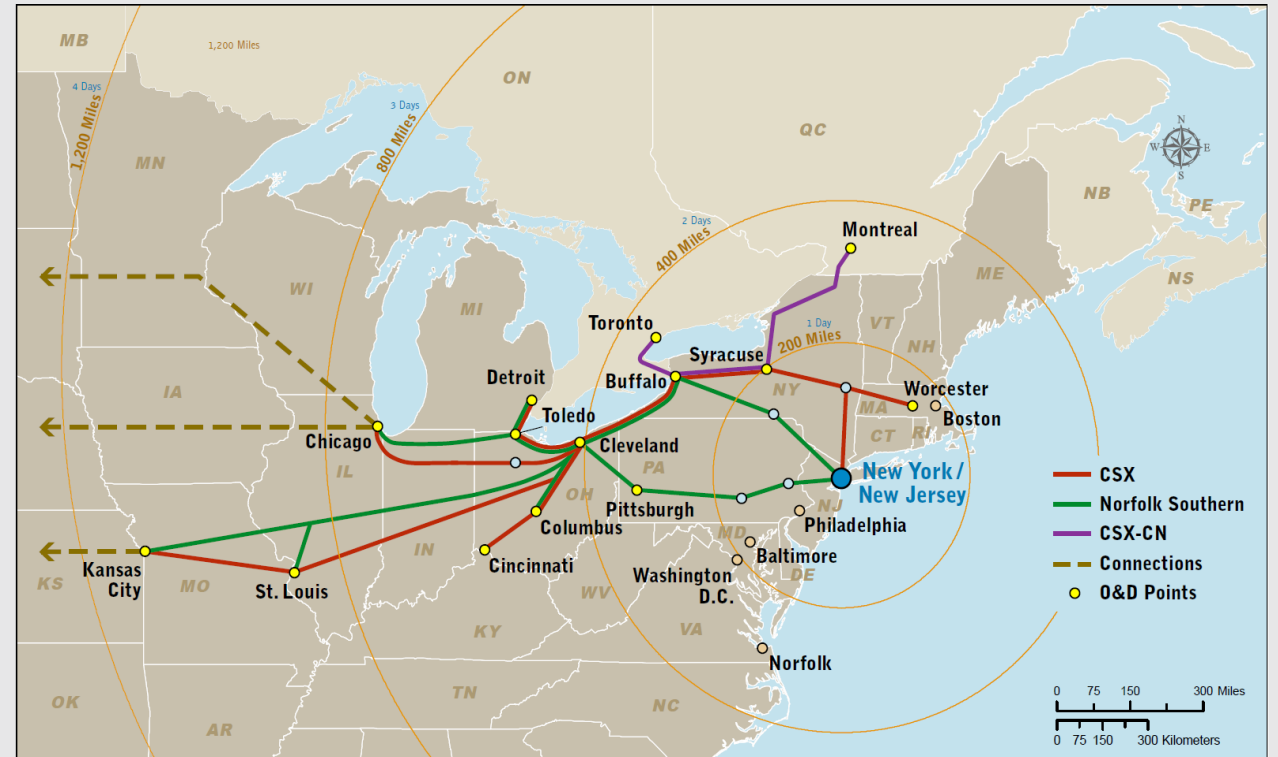 MB
1,200 Miles
ON
4 Days
1,200 Miles
3 Days
800 Miles
QC
N
W
E
S
MN
NB
PE
2 Days
400 Miles
Montreal
ME
NS
WI
MI
Toronto
1 Day
200 Miles
VT
NH
Syracuse
Detroit
Buffalo
NY
Worcester
IA
Toledo
MA
Boston
Chicago
Cleveland
CT
RI
IL
PA
New York /
New Jersey
CSX
OH
Pittsburgh
NJ
Norfolk Southern
Columbus
Philadelphia
MD
CSX-CN
IN
Cincinnati
Baltimore
Connections
Kansas
City
KS
MO
St. Louis
Washington
D.C.
DE
O&D Points
WV
KY
VA
Norfolk
TN
OK
NC
AR
0 75 150 300 Miles
0 75 150 300 Kilometers